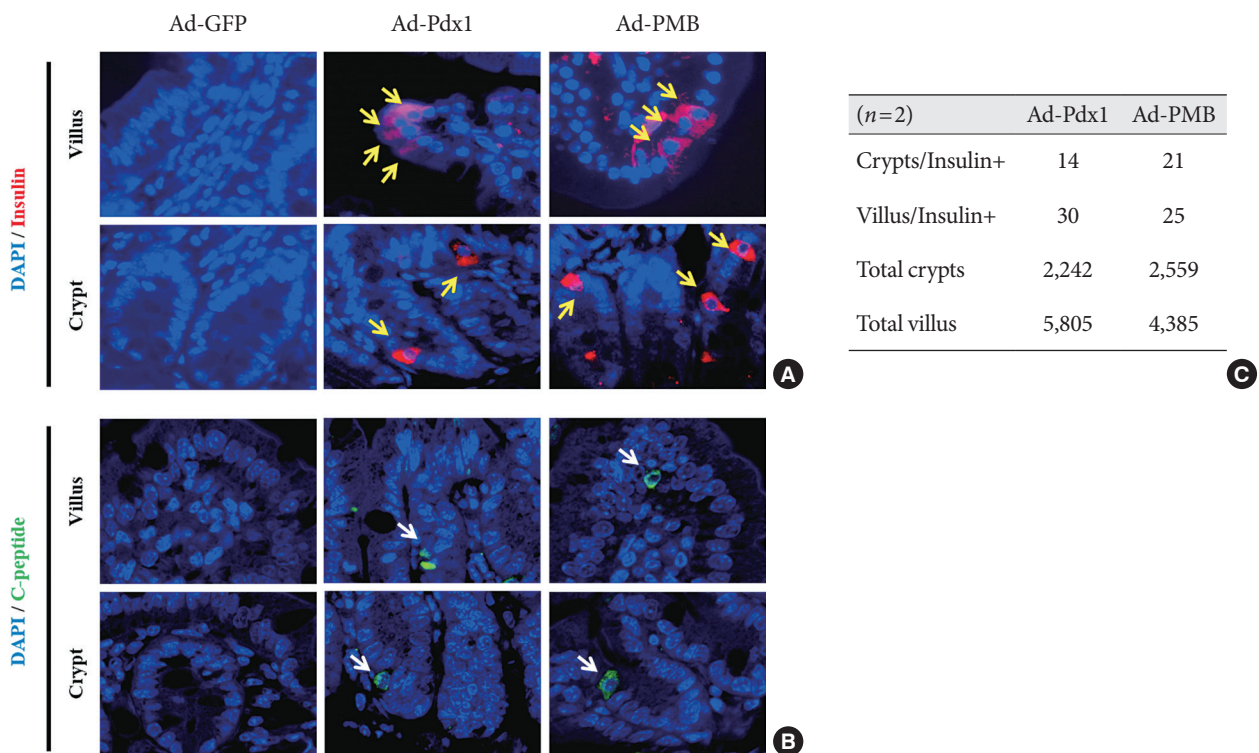 Ad-GFP Ad-Pdx1 Ad-PMB
DAPI / Insulin
Villus
Crypt
A
DAPI / C-peptide
Villus
Crypt
B
(n=2) Ad-Pdx1 Ad-PMB
Crypts/Insulin+ 14 21
Villus/Insulin+ 30 25
Total crypts 2,242 2,559
Total villus 5,805 4,385
C